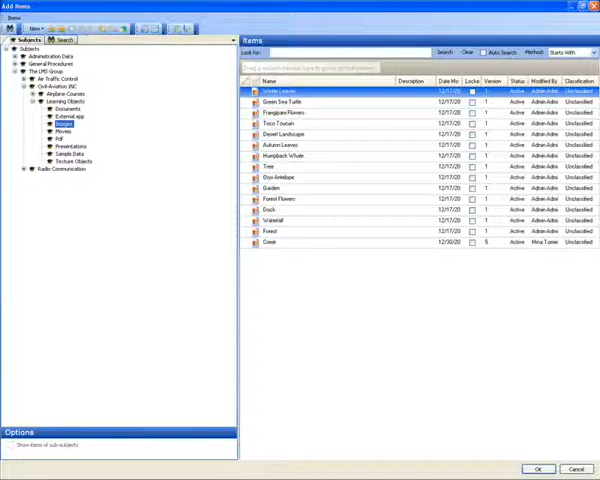 Add Items
Items
New
Subjects
Search
Subjects
Administration Data
General Procedures
The LMS Group
Air Traffic Control
Civil-Aviation INC
Airplane Courses
Learning Objects
Documents
External app
Images
Movies
Pdf
Presentations
Sample Data
Texture Objects
Radio Communication
Options
Show items of sub-subjects
Items
Look for: Search Clear Auto Search Method: Starts With
Name Description Date Mo Locke Version Status Modified By Classification
Winter Leaves 12/17/20 1 Active Admin Admi Unclassified
Green Sea Turtle 12/17/20 1 Active Admin Admi Unclassified
Frangipani Flowers 12/17/20 1 Active Admin Admi Unclassified
Toco Toucan 12/17/20 1 Active Admin Admi Unclassified
Desert Landscape 12/17/20 1 Active Admin Admi Unclassified
Autumn Leaves 12/17/20 1 Active Admin Admi Unclassified
Humpback Whale 12/17/20 1 Active Admin Admi Unclassified
Tree 12/17/20 1 Active Admin Admi Unclassified
Oryx Antelope 12/17/20 1 Active Admin Admi Unclassified
Garden 12/17/20 1 Active Admin Admi Unclassified
Forest Flowers 12/17/20 1 Active Admin Admi Unclassified
Dock 12/17/20 1 Active Admin Admi Unclassified
Waterfall 12/17/20 1 Active Admin Admi Unclassified
Forest 12/17/20 1 Active Admin Admi Unclassified
Creek 12/30/20 5 Active Mina Tomei Unclassified
OK Cancel